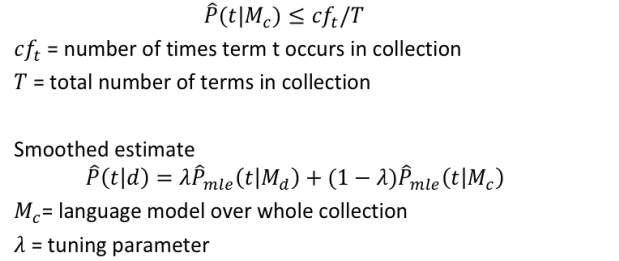 P̂(t|M_c) ≤ cf_t/T
cf_t = number of times term t occurs in collection
T = total number of terms in collection
Smoothed estimate
P̂(t|d) = λP̂_mle(t|M_d) + (1 − λ)P̂_mle(t|M_c)
M_c= language model over whole collection
λ = tuning parameter